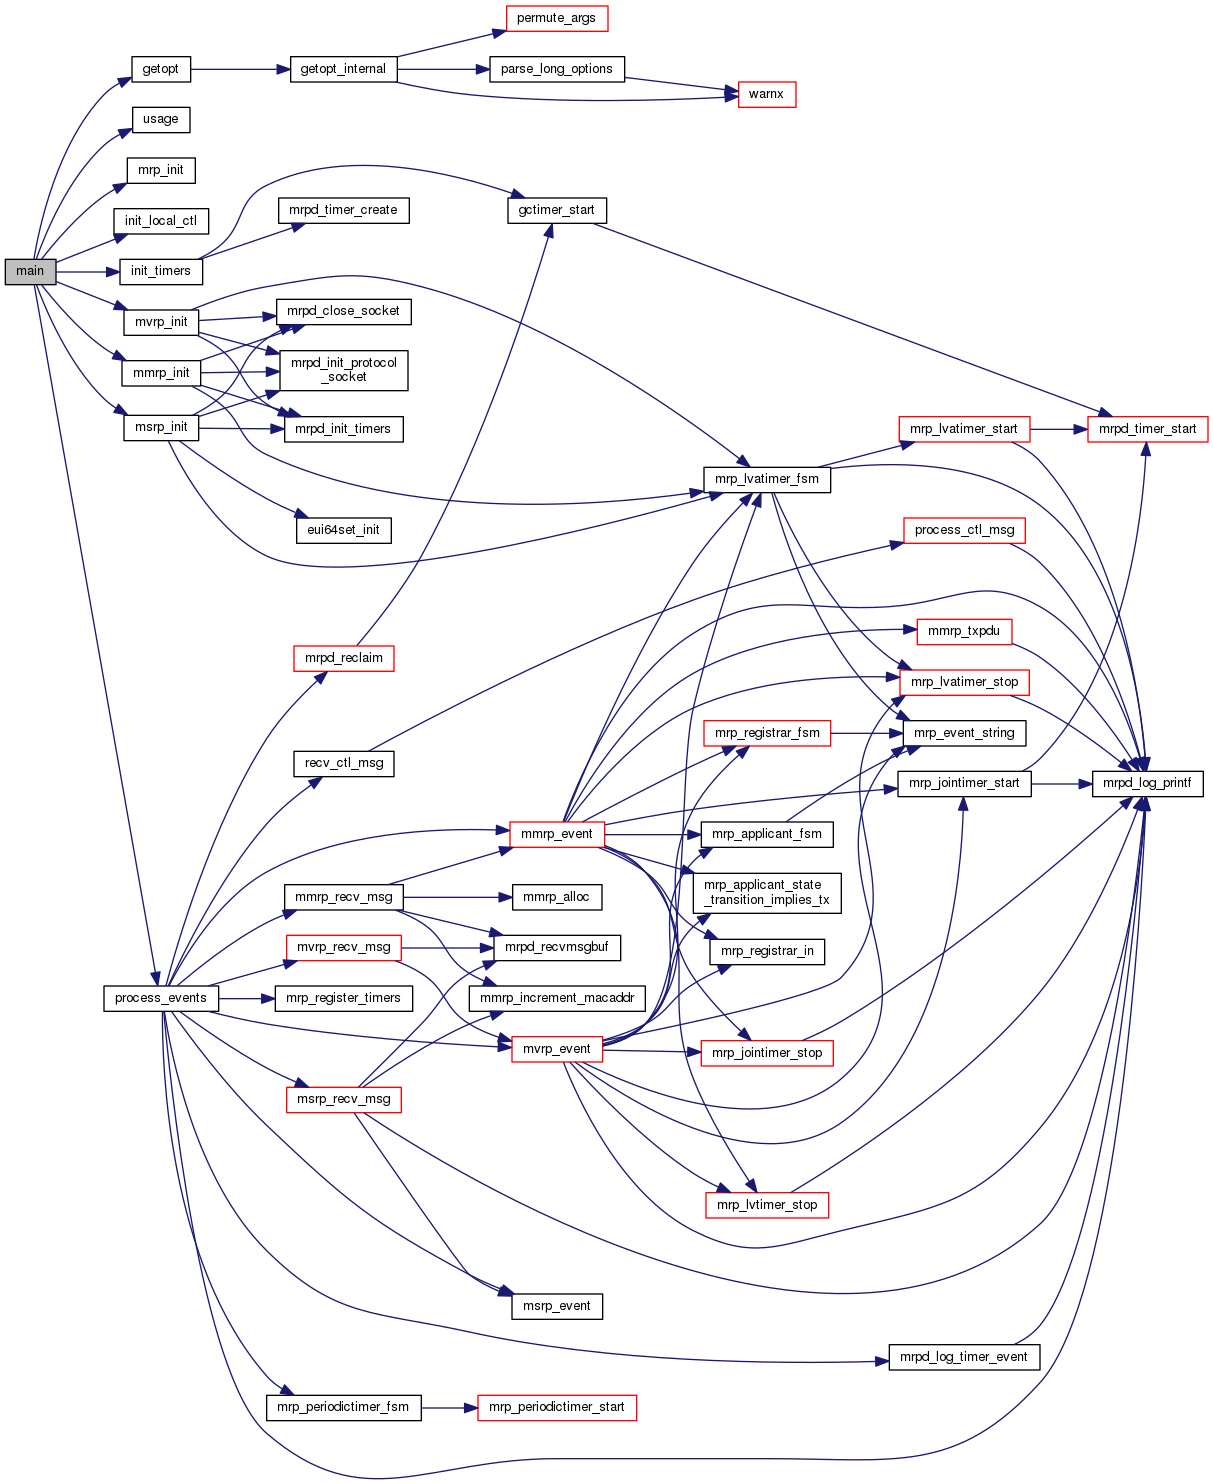 permute_args
getopt
getopt_internal
parse_long_options
warnx
usage
mrp_init
init_local_ctl
mrpd_timer_create
gctimer_start
main
init_timers
mvrp_init
mrpd_close_socket
mmrp_init
mrpd_init_protocol
_socket
msrp_init
mrpd_init_timers
mrp_lvatimer_start
mrpd_timer_start
mrp_lvatimer_fsm
eui64set_init
process_ctl_msg
mmrp_txpdu
mrpd_reclaim
mrp_lvatimer_stop
mrp_registrar_fsm
mrp_event_string
recv_ctl_msg
mrp_jointimer_start
mrpd_log_printf
mmrp_event
mrp_applicant_fsm
mmrp_recv_msg
mmrp_alloc
mrp_applicant_state
_transition_implies_tx
mvrp_recv_msg
mrpd_recvmsgbuf
mrp_registrar_in
process_events
mrp_register_timers
mmrp_increment_macaddr
mvrp_event
mrp_jointimer_stop
msrp_recv_msg
mrp_lvtimer_stop
msrp_event
mrpd_log_timer_event
mrp_periodictimer_fsm
mrp_periodictimer_start